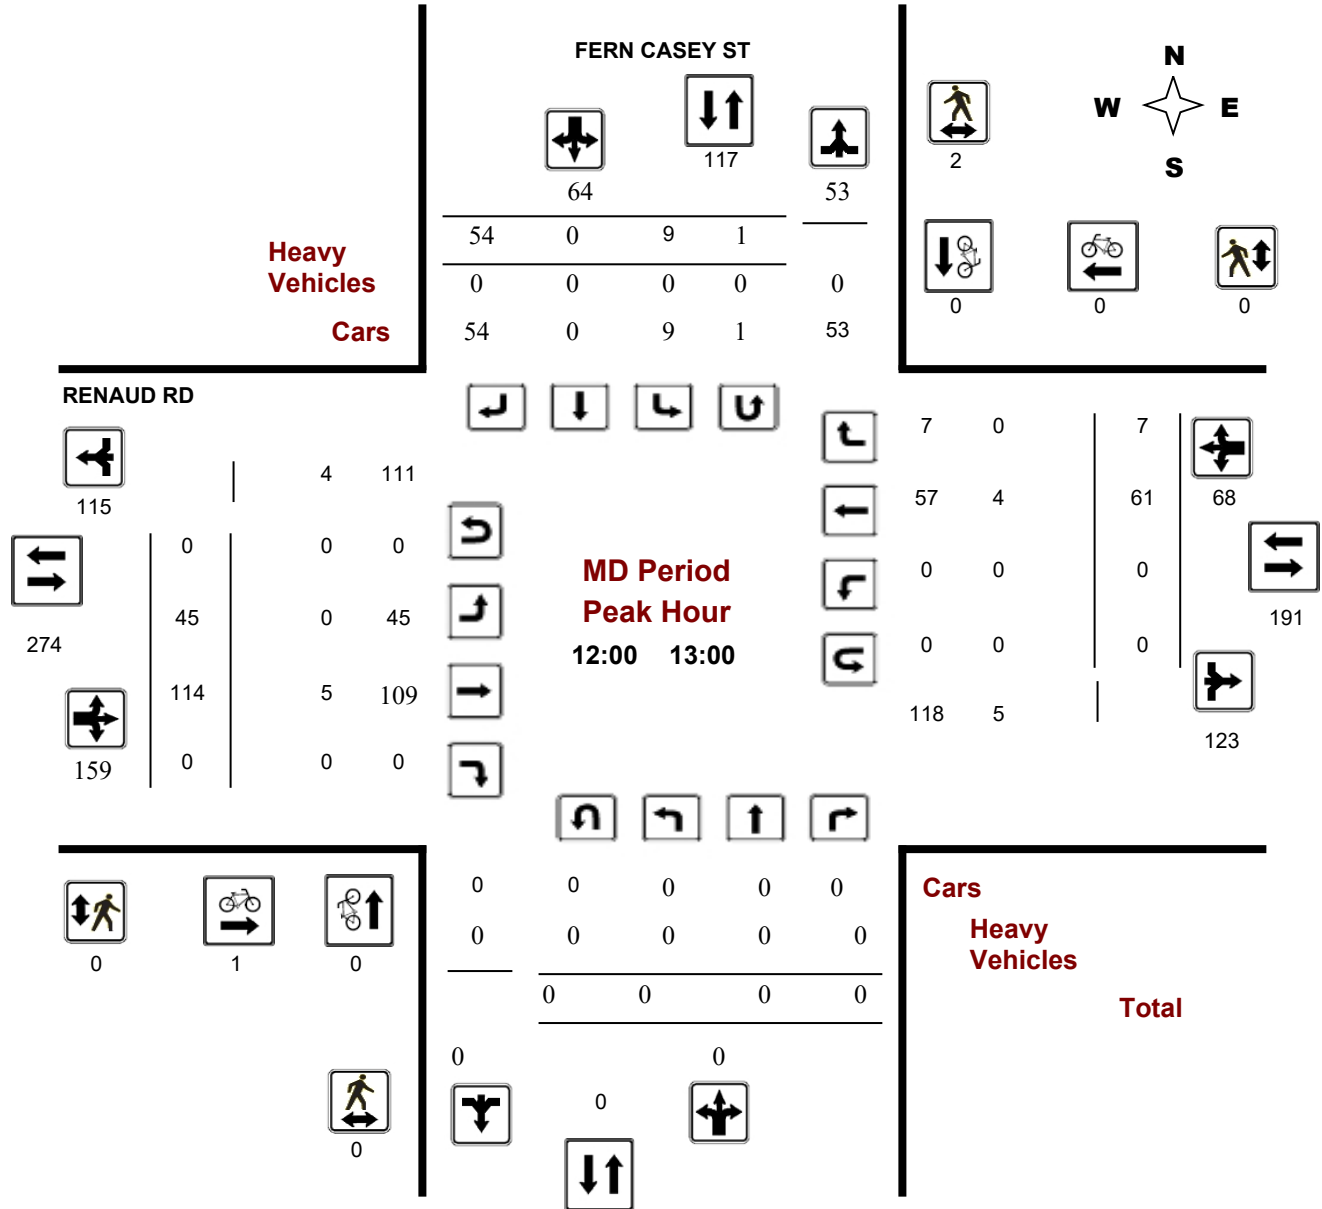 FERN CASEY ST
N
W E
S
117
2
64 53
54 0 9 1
Heavy
Vehicles
0 0 0 0 0
0 0 0
Cars
54 0 9 1 53
RENAUD RD
7 0 7
4 111
115
57 4 61 68
0 0 0
MD Period
Peak Hour
12:00 13:00
0 0 0
45 0 45
191
274
0 0 0
114 5 109
118 5
123
159 0 0 0
0 0 0 0 0
Cars
0 0 0 0 0
Heavy
Vehicles
0 1 0
0 0 0 0
Total
0 0
0
0